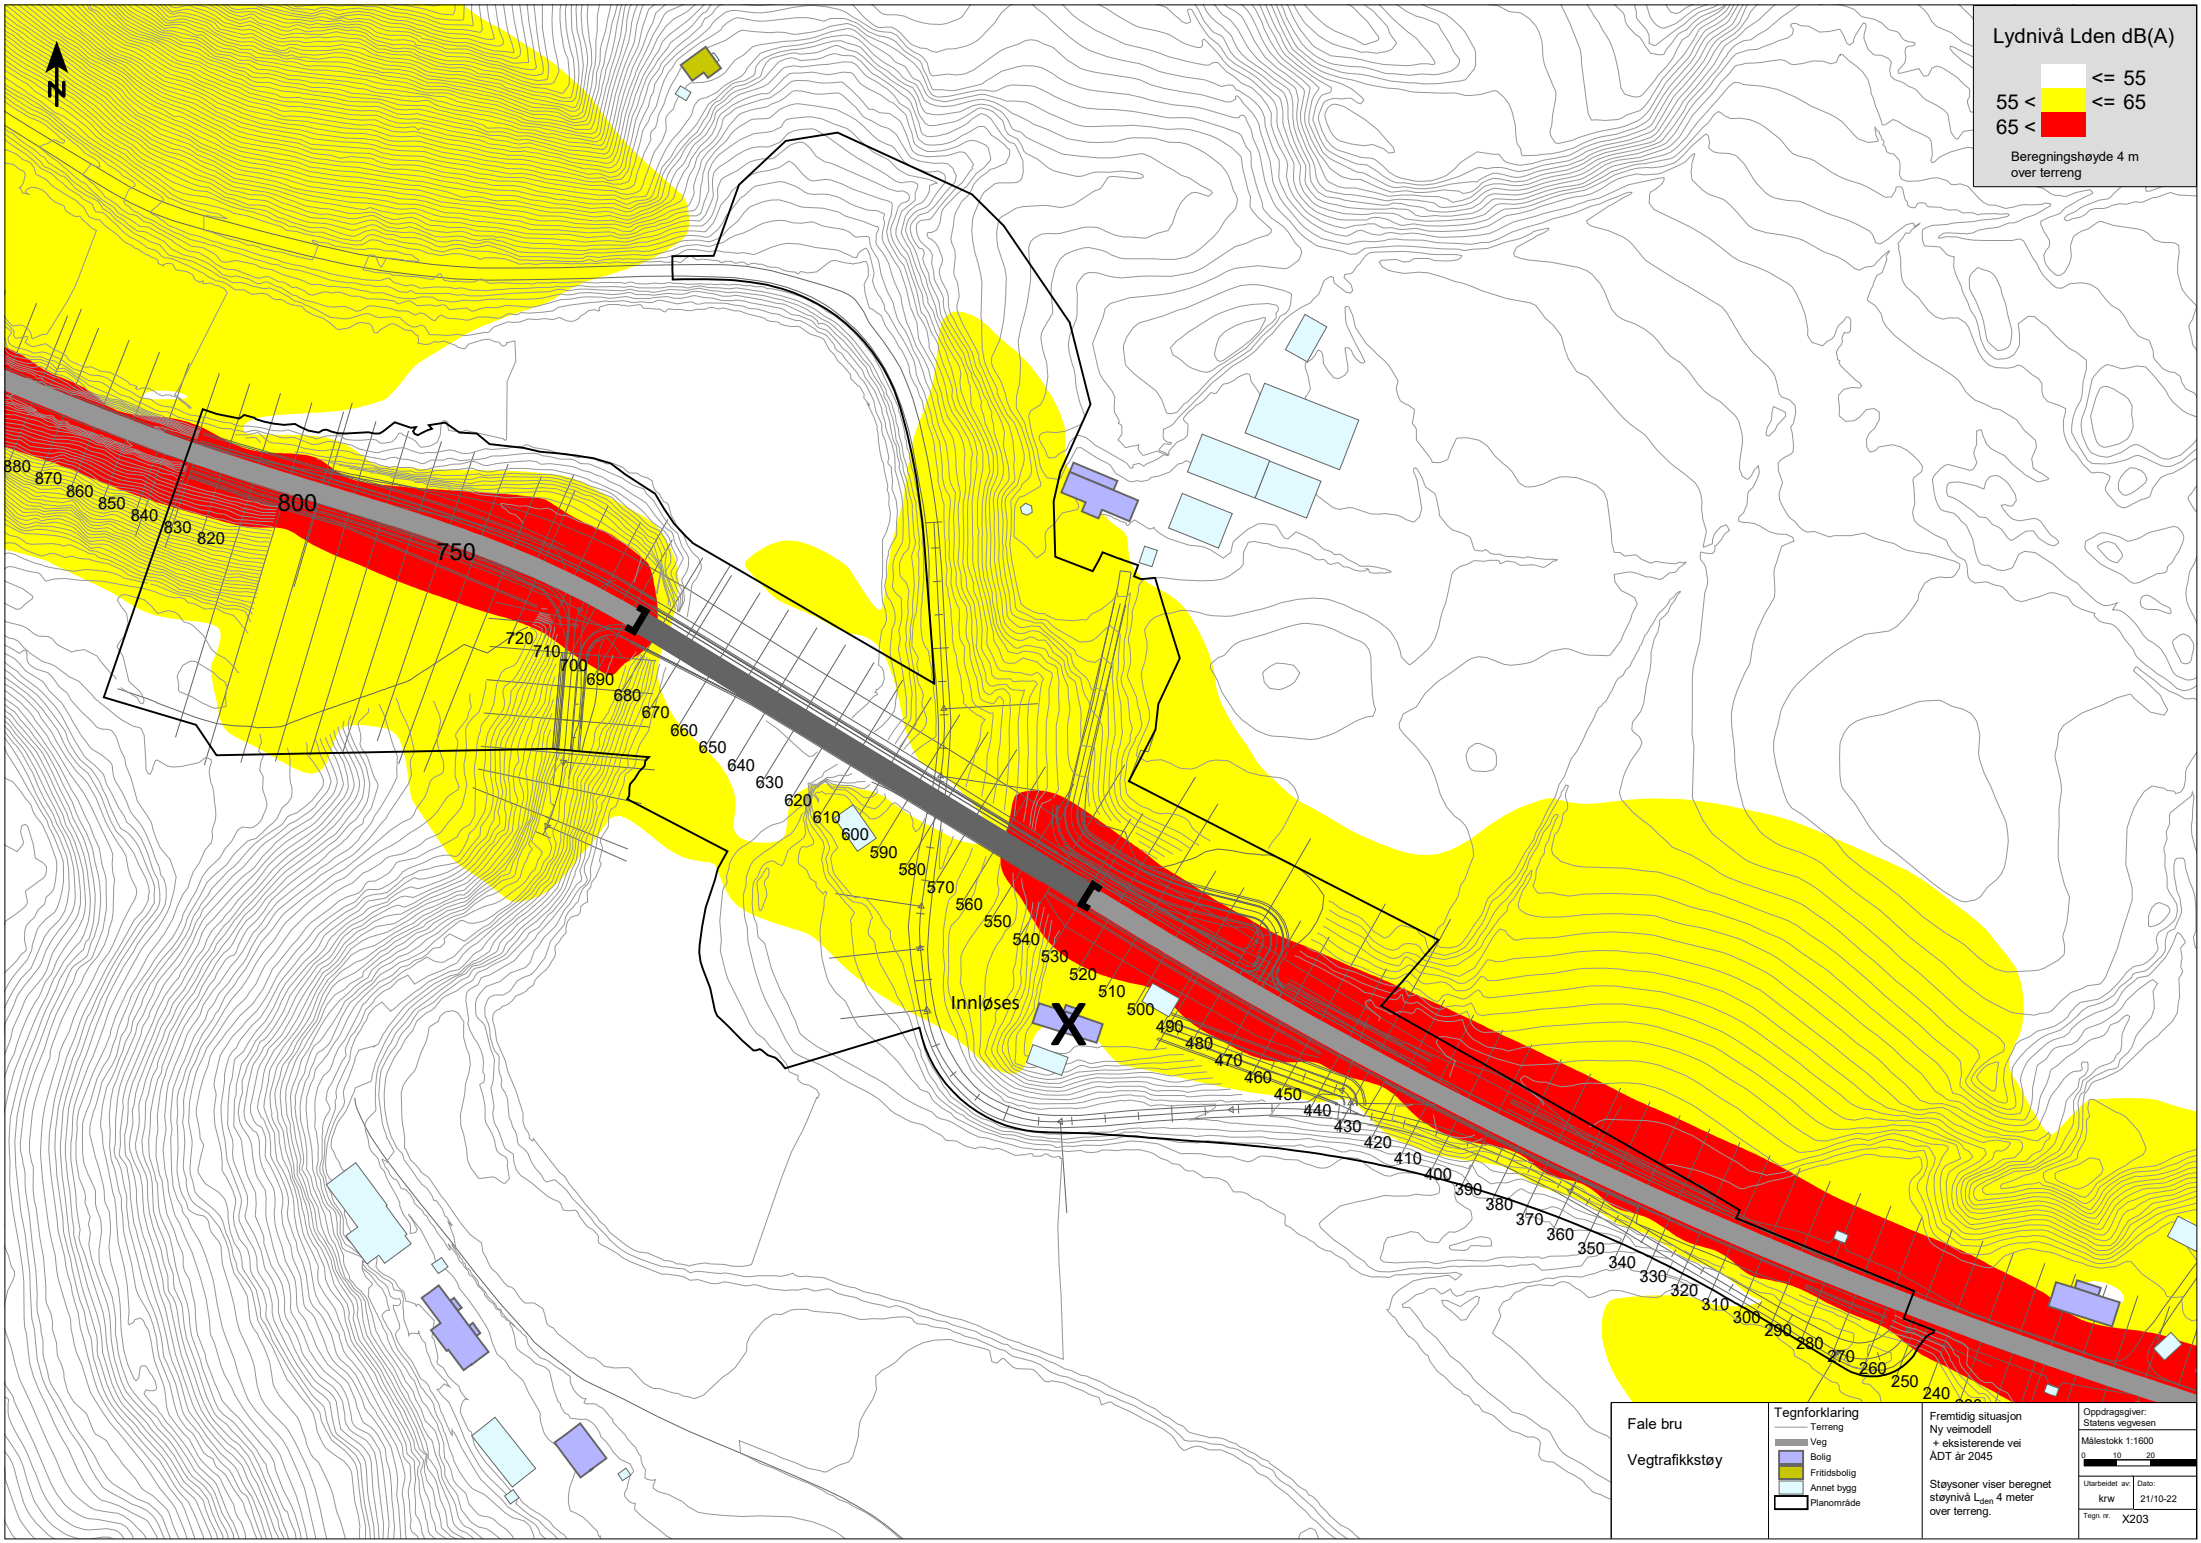 N
Lydnivå Lden dB(A)
<= 55
55 < <= 65
65 <
Beregningshøyde 4 m
over terreng
880
870
860
850
840
830
820
800
750
720
710
700
690
680
670
660
650
640
630
620
610
600
590
580
570
560
550
540
530
520
510
500
490
480
470
460
450
440
430
420
410
400
390
380
370
360
350
340
330
320
310
300
290
280
270
260
250
240
Innløses
X
Fale bru
Vegtrafikkstøy
Tegnforklaring
Terreng
Veg
Bolig
Fritidsbolig
Annet bygg
Planområde
Fremtidig situasjon
Ny veimodell
+ eksisterende vei
ÅDT år 2045
Støysoner viser beregnet
støynivå Lden 4 meter
over terreng.
Oppdragsgiver:
Statens vegvesen
Målestokk 1:1600
0 10 20
Utarbeidet av: Dato:
krw 21/10-22
Tegn. nr. X203